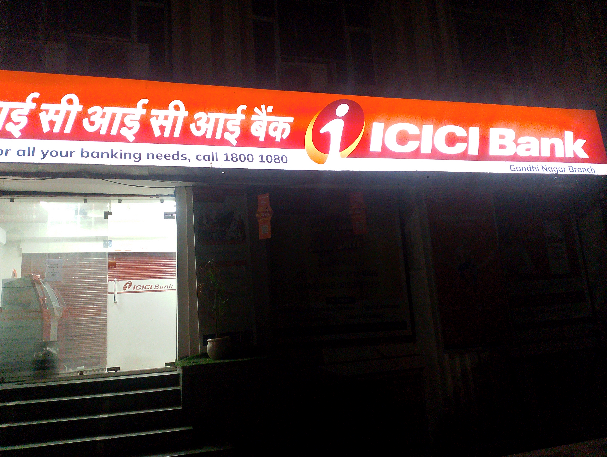 आई सी आई सी आई बैंक
i ICICI Bank
or all your banking needs, call 1800 1080
Gandhi Nagar Branch
ICICI Bank